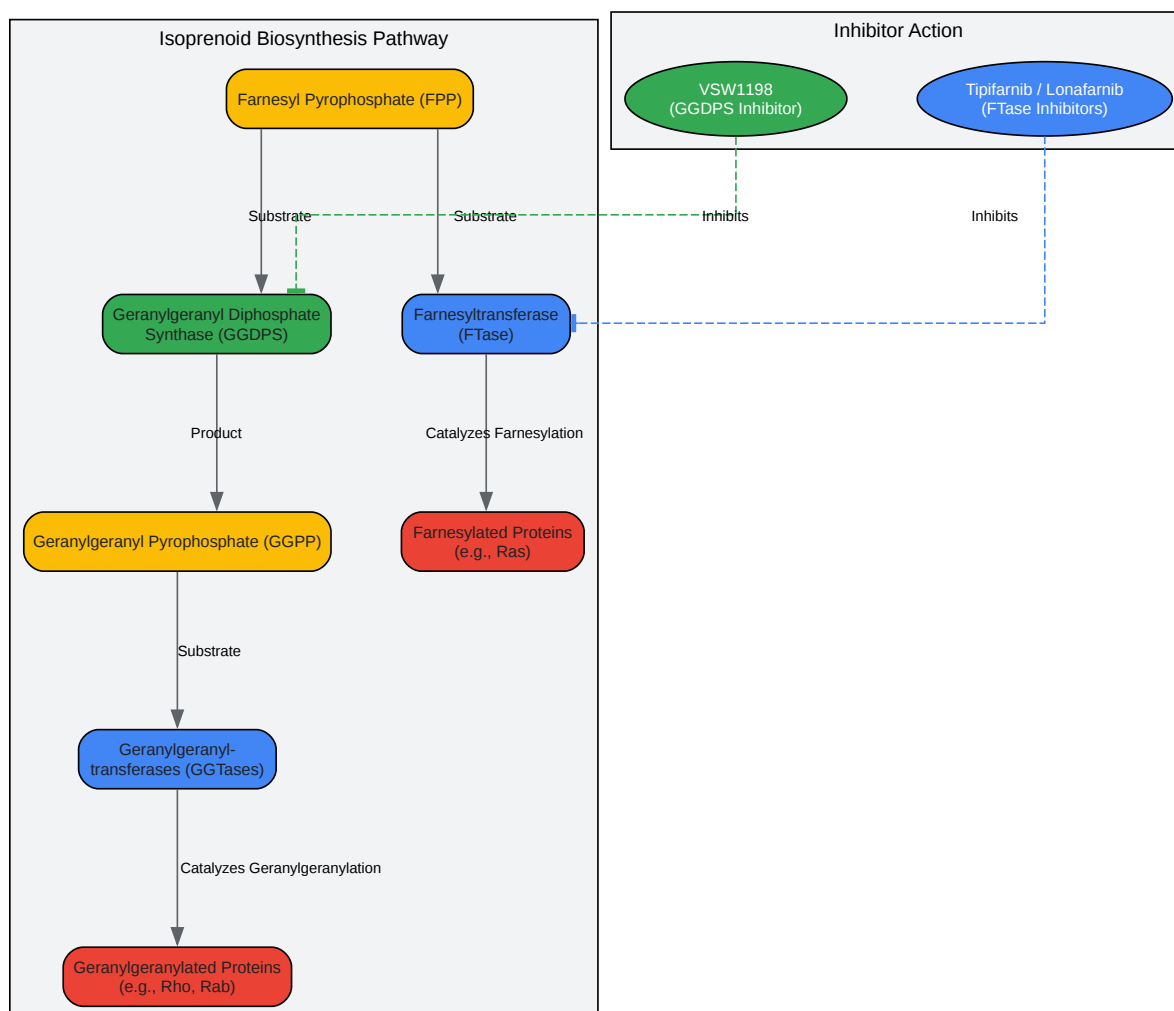 Isoprenoid Biosynthesis Pathway
Inhibitor Action
Farnesyl Pyrophosphate (FPP)
VSW1198
(GGDPS Inhibitor)
Tipifarnib / Lonafarnib
(FTase Inhibitors)
Substrate
Substrate
Inhibits
Inhibits
Geranylgeranyl Diphosphate
Synthase (GGDPS)
Farnesyltransferase
(FTase)
Product
Catalyzes Farnesylation
Geranylgeranyl Pyrophosphate (GGPP)
Farnesylated Proteins
(e.g., Ras)
Substrate
Geranylgeranyl-
transferases (GGTases)
Catalyzes Geranylgeranylation
Geranylgeranylated Proteins
(e.g., Rho, Rab)